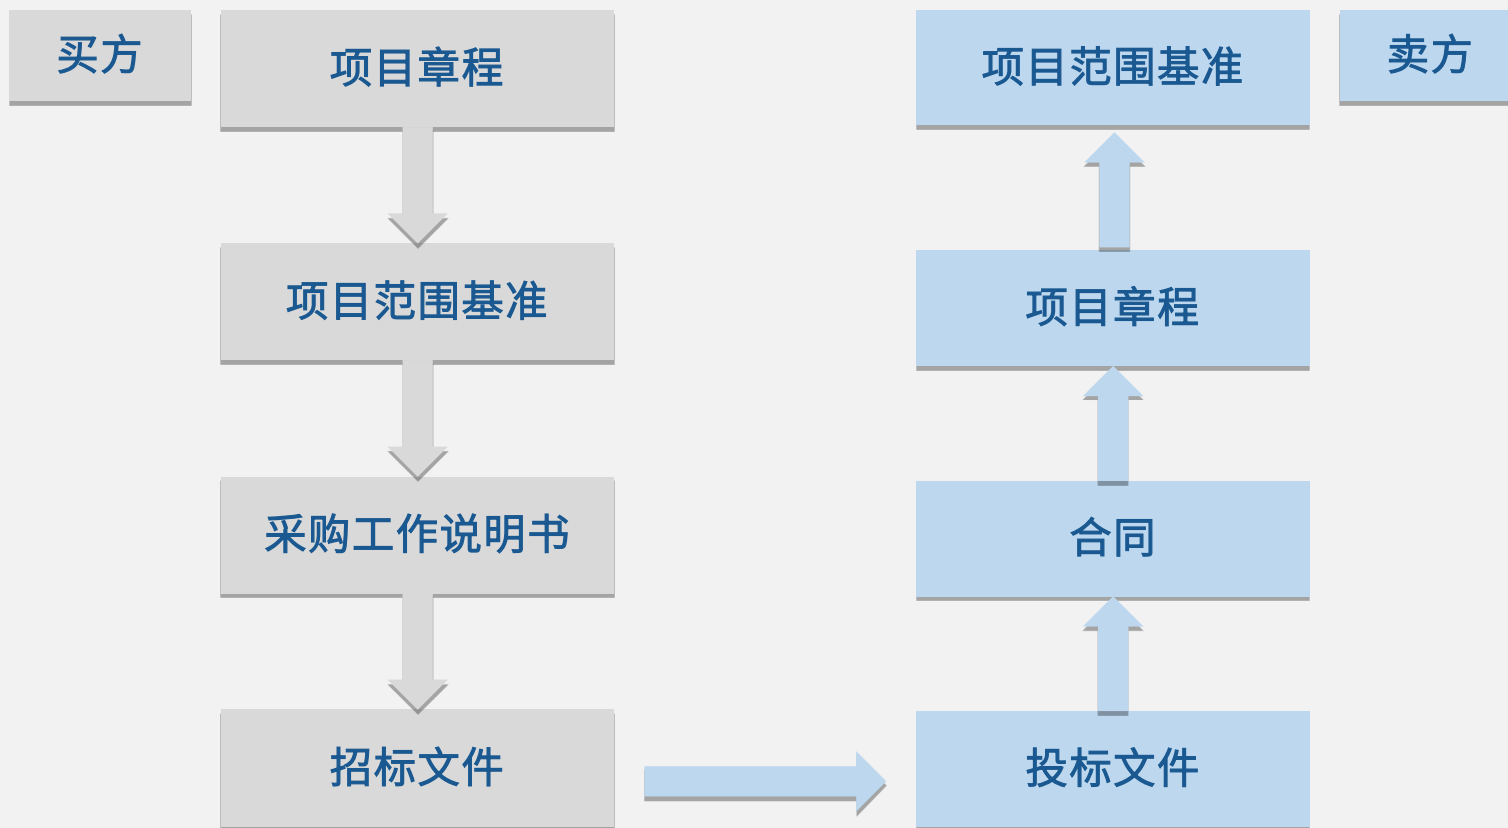 买方
项目章程
项目范围基准
采购工作说明书
招标文件
项目范围基准
卖方
项目章程
合同
投标文件